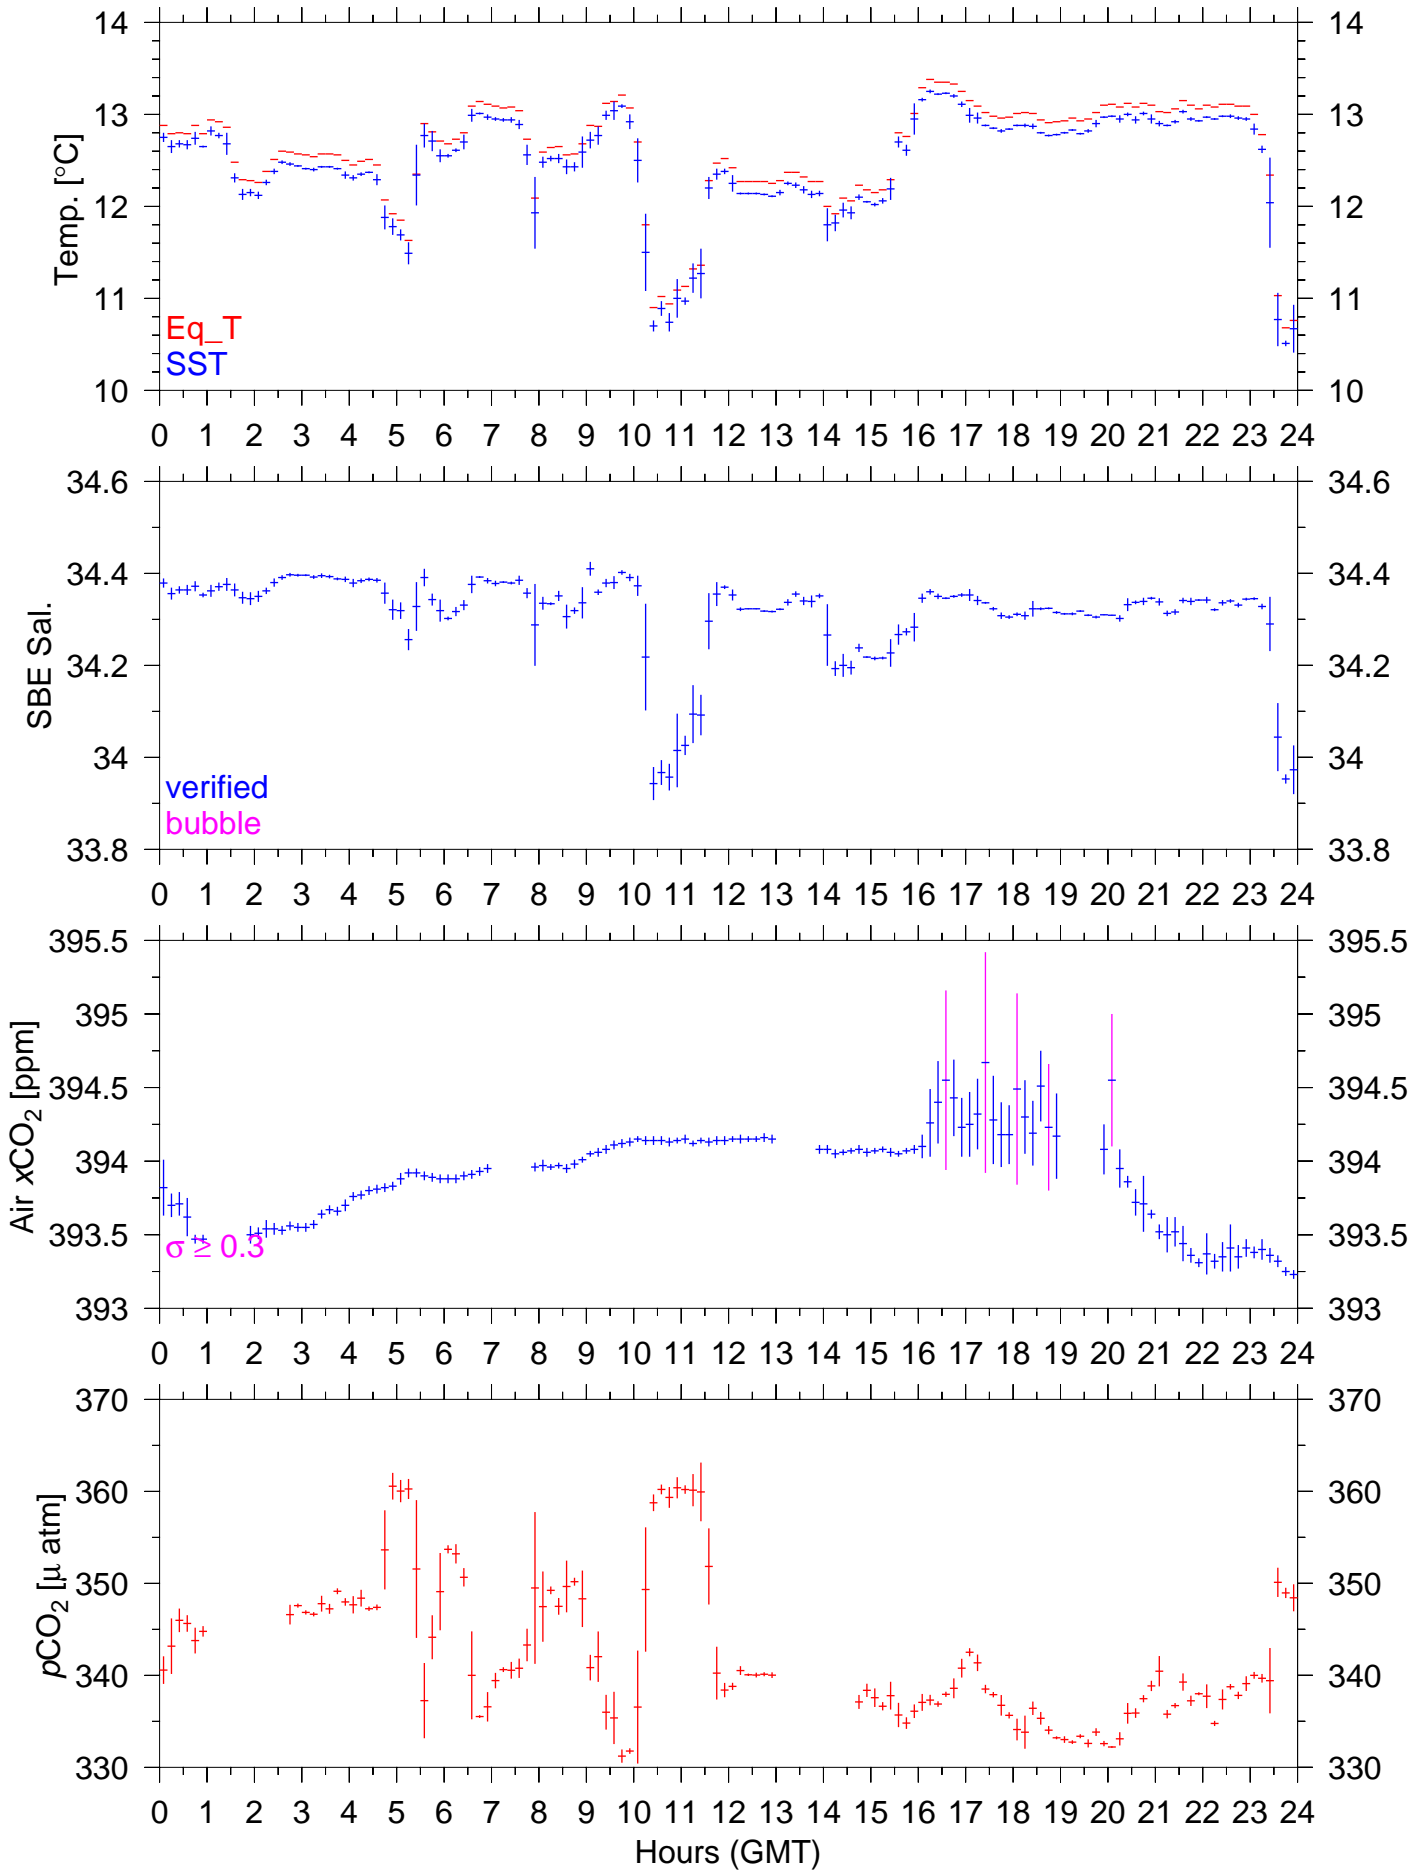 14 14
13 13
12 12
11 11
10 10
Temp. [°C]
Eq_T
SST
0 1 2 3 4 5 6 7 8 9 10 11 12 13 14 15 16 17 18 19 20 21 22 23 24
34.6 34.6
34.4 34.4
34.2 34.2
34 34
33.8 33.8
SBE Sal.
verified
bubble
0 1 2 3 4 5 6 7 8 9 10 11 12 13 14 15 16 17 18 19 20 21 22 23 24
395.5 395.5
395 395
394.5 394.5
394 394
393.5 393.5
393 393
Air xCO₂ [ppm]
σ ≥ 0.3
0 1 2 3 4 5 6 7 8 9 10 11 12 13 14 15 16 17 18 19 20 21 22 23 24
370 370
360 360
350 350
340 340
330 330
pCO₂ [μ atm]
0 1 2 3 4 5 6 7 8 9 10 11 12 13 14 15 16 17 18 19 20 21 22 23 24
Hours (GMT)